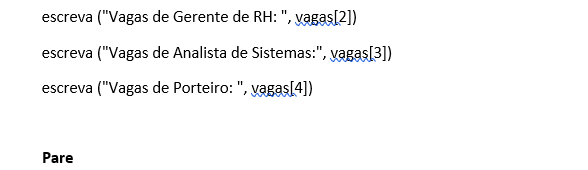 escreva ("Vagas de Gerente de RH: ", vagas[2])
escreva ("Vagas de Analista de Sistemas:", vagas[3])
escreva ("Vagas de Porteiro: ", vagas[4])
Pare